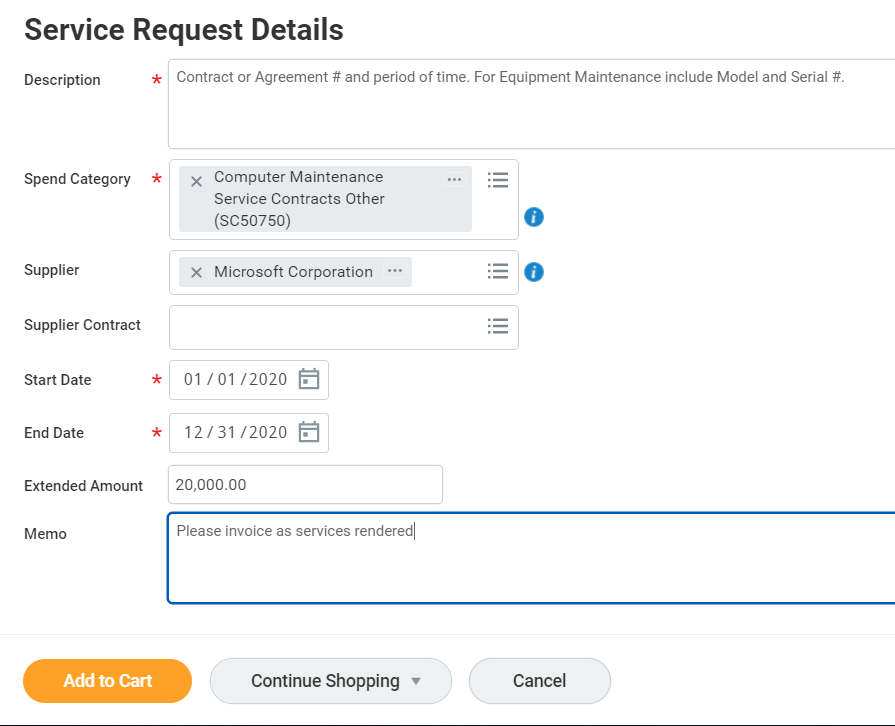 Service Request Details
Description *
Contract or Agreement # and period of time. For Equipment Maintenance include Model and Serial #.
Spend Category *
Computer Maintenance
Service Contracts Other
(SC50750)
Supplier
Microsoft Corporation
Supplier Contract
Start Date * 01 / 01 / 2020
End Date * 12 / 31 / 2020
Extended Amount 20,000.00
Memo Please invoice as services rendered
Add to Cart Continue Shopping Cancel